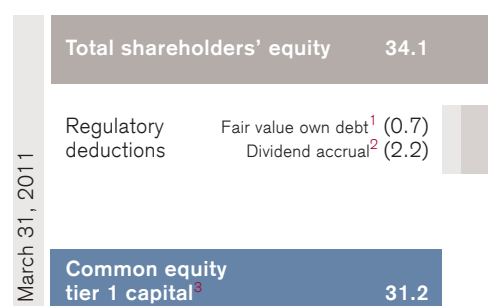 Total shareholders' equity 34.1
Regulatory deductions Fair value own debt1 (0.7)
Dividend accrual2 (2.2)
March 31, 2011
Common equity
tier 1 capital3 31.2